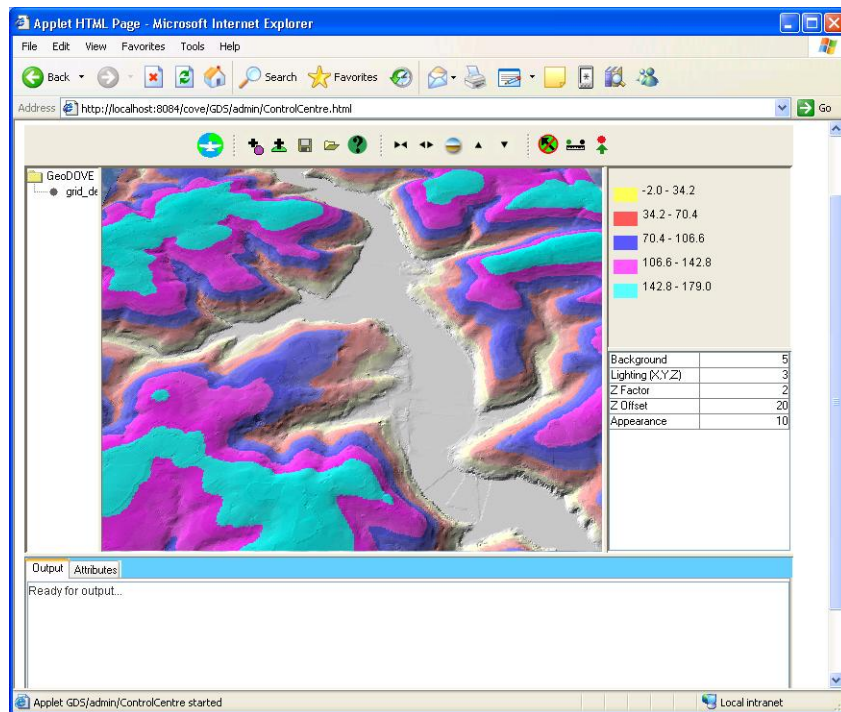 Applet HTML Page - Microsoft Internet Explorer
File Edit View Favorites Tools Help
Back Search Favorites
Address http://localhost:8084/cove/GDS/admin/ControlCentre.html Go
GeoDOVE
grid_de
-2.0 - 34.2
34.2 - 70.4
70.4 - 106.6
106.6 - 142.8
142.8 - 179.0
Background 5
Lighting (X,Y,Z) 3
Z Factor 2
Z Offset 20
Appearance 10
Output Attributes
Ready for output...
Applet GDS/admin/ControlCentre started Local intranet